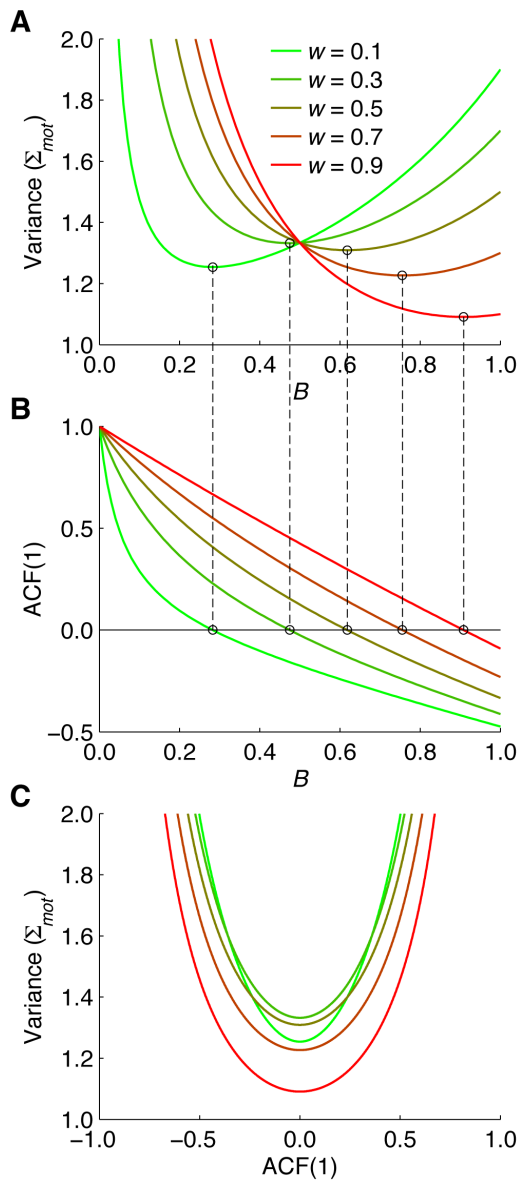 A
2.0
1.8
1.6
1.4
1.2
1.0
Variance (Σmot)
w = 0.1
w = 0.3
w = 0.5
w = 0.7
w = 0.9
0.0 0.2 0.4 0.6 0.8 1.0
B
B
1.0
0.5
0.0
−0.5
ACF(1)
0.0 0.2 0.4 0.6 0.8 1.0
B
C
2.0
1.8
1.6
1.4
1.2
1.0
Variance (Σmot)
−1.0 −0.5 0.0 0.5 1.0
ACF(1)